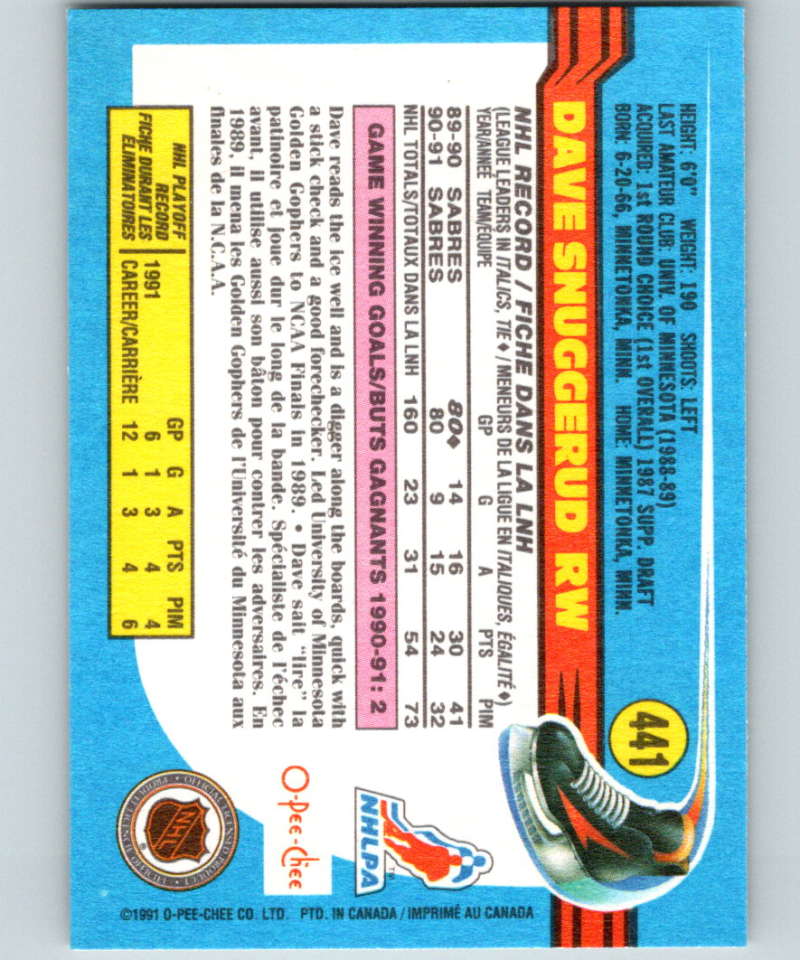 441
HEIGHT: 6'0" WEIGHT: 190 SHOOTS: LEFT
LAST AMATEUR CLUB: UNIV. OF MINNESOTA (1988-89)
ACQUIRED: 1st ROUND CHOICE (1st OVERALL) 1987 SUPP. DRAFT
BORN: 6-20-66, MINNETONKA, MINN. HOME: MINNETONKA, MINN.
DAVE SNUGGERUD RW
NHL RECORD / FICHE DANS LA LNH
(LEAGUE LEADERS IN ITALICS, TIE ♦ / MENEURS DE LA LIGUE EN ITALIQUES, ÉGALITÉ ♦)
YEAR/ANNÉE TEAM/ÉQUIPE GP G A PTS PIM
89-90 SABRES 80♦ 14 16 30 41
90-91 SABRES 80 9 15 24 32
NHL TOTALS/TOTAUX DANS LA LNH 160 23 31 54 73
GAME WINNING GOALS/BUTS GAGNANTS 1990-91: 2
Dave reads the ice well and is a digger along the boards, quick with
a stick check and a good forechecker. Led University of Minnesota
Golden Gophers to NCAA Finals in 1989. • Dave sait "lire" la
patinoire et joue dur le long de la bande. Spécialiste de l'échec
avant, il utilise aussi son bâton pour contrer les adversaires. En
1989, il mena les Golden Gophers de l'Université du Minnesota aux
finales de la N.C.A.A.
NHL PLAYOFF
RECORD
FICHE DURANT LES
ÉLIMINATOIRES
GP G A PTS PIM
1991 6 1 3 4 4
CAREER/CARRIÈRE 12 1 3 4 6
NHLPA
TM
O-Pee-Chee
NHL
®
OFFICIAL LICENSED PRODUCT • PRODUIT LICENCIÉ OFFICIEL •
©1991 O-PEE-CHEE CO. LTD. PTD. IN CANADA / IMPRIMÉ AU CANADA